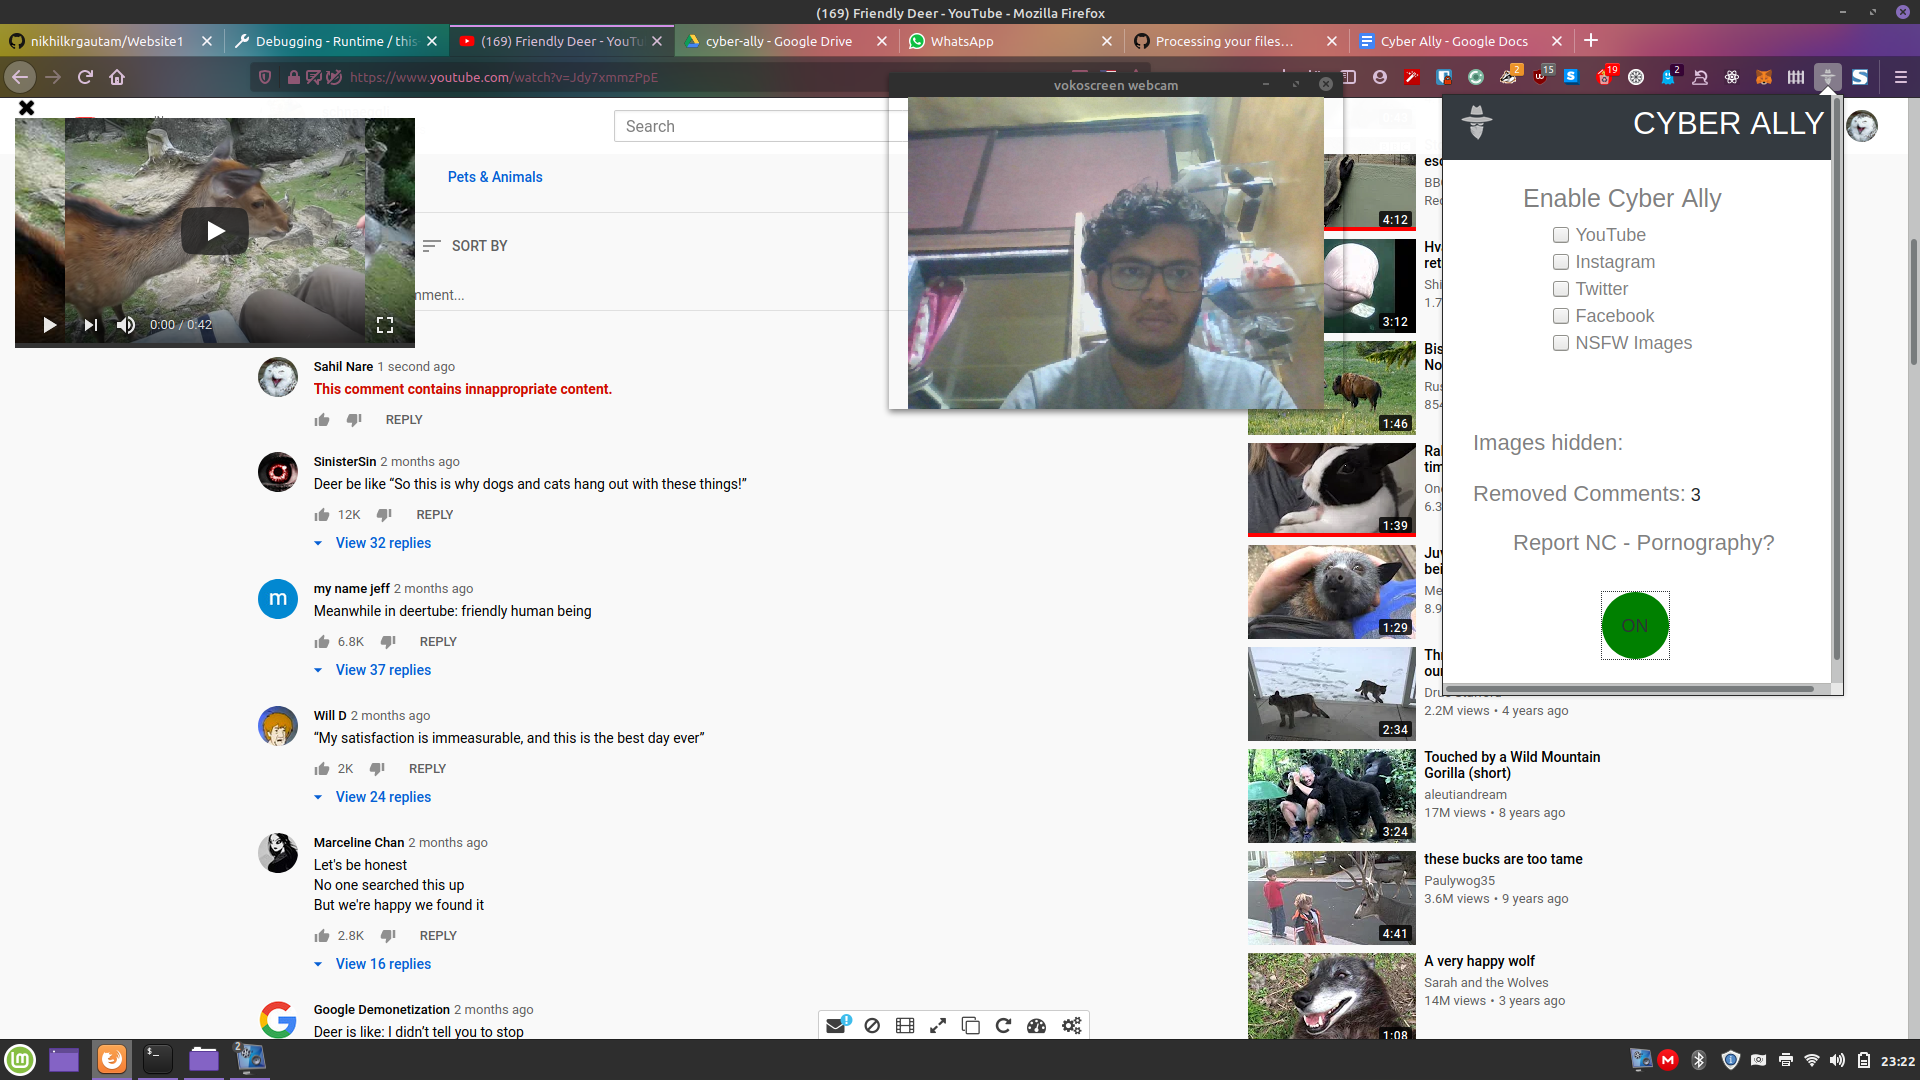 (169) Friendly Deer - YouTube - Mozilla Firefox
nikhilkrgautam/Website1
Debugging - Runtime / this
(169) Friendly Deer - YouTu
cyber-ally - Google Drive
WhatsApp
Processing your files...
Cyber Ally - Google Docs
https://www.youtube.com/watch?v=Jdy7xmmzPpE
2
15
19
2
vokoscreen webcam
CYBER ALLY
Search
Pets & Animals
SORT BY
mment...
0:00 / 0:42
Enable Cyber Ally
YouTube
Instagram
Twitter
Facebook
NSFW Images
Images hidden:
Removed Comments: 3
Report NC - Pornography?
ON
Sahil Nare 1 second ago
This comment contains innappropriate content.
REPLY
SinisterSin 2 months ago
Deer be like “So this is why dogs and cats hang out with these things!”
12K REPLY
View 32 replies
m
my name jeff 2 months ago
Meanwhile in deertube: friendly human being
6.8K REPLY
View 37 replies
Will D 2 months ago
“My satisfaction is immeasurable, and this is the best day ever”
2K REPLY
View 24 replies
Marceline Chan 2 months ago
Let's be honest
No one searched this up
But we're happy we found it
2.8K REPLY
View 16 replies
Google Demonetization 2 months ago
Deer is like: I didn’t tell you to stop
4:12
3:12
1:46
1:39
1:29
2:34
2.2M views • 4 years ago
3:24
Touched by a Wild Mountain
Gorilla (short)
aleutiandream
17M views • 8 years ago
4:41
these bucks are too tame
Paulywog35
3.6M views • 9 years ago
1:08
A very happy wolf
Sarah and the Wolves
14M views • 3 years ago
2
23:22